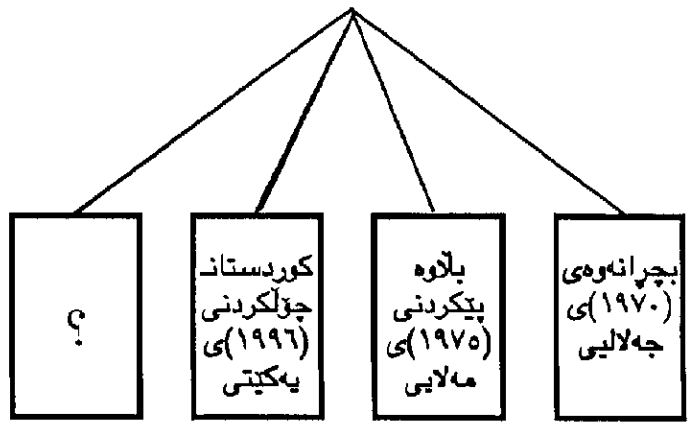 بچڕانەوەی
(١٩٧٠)ی
جەلالیی
بڵاوە
پێکردنی
(١٩٧٥)ی
مەلایی
کوردستانـ
چۆڵکردنی
(١٩٩٦)ی
یەکێتی
؟